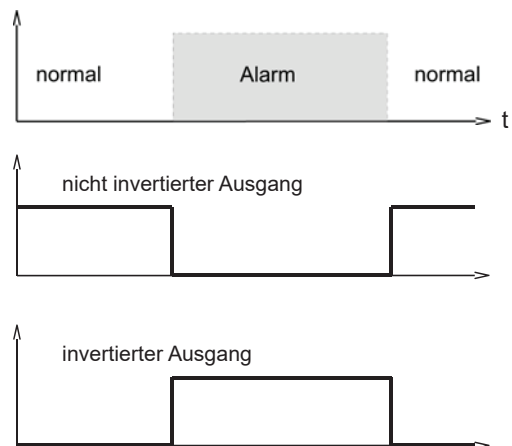 normal Alarm normal
t
nicht invertierter Ausgang
invertierter Ausgang